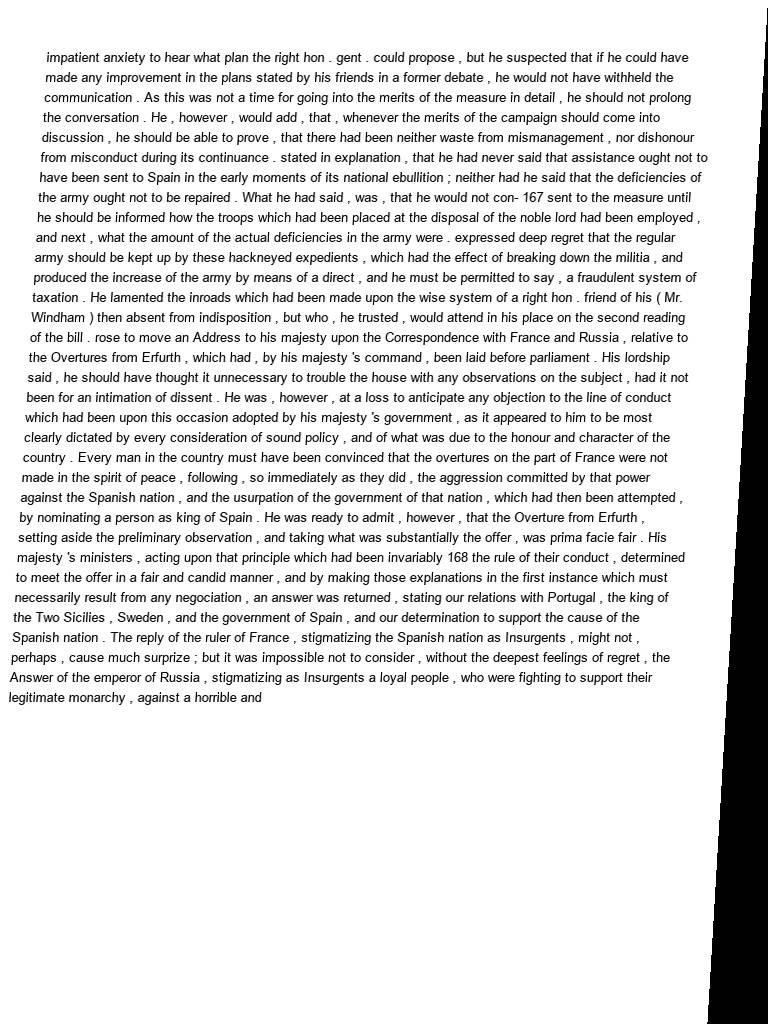 impatient anxiety to hear what plan the right hon . gent . could propose , but he suspected that if he could have
made any improvement in the plans stated by his friends in a former debate , he would not have withheld the
communication . As this was not a time for going into the merits of the measure in detail , he should not prolong
the conversation . He , however , would add , that , whenever the merits of the campaign should come into
discussion , he should be able to prove , that there had been neither waste from mismanagement , nor dishonour
from misconduct during its continuance . stated in explanation , that he had never said that assistance ought not to
have been sent to Spain in the early moments of its national ebullition ; neither had he said that the deficiencies of
the army ought not to be repaired . What he had said , was , that he would not con- 167 sent to the measure until
he should be informed how the troops which had been placed at the disposal of the noble lord had been employed ,
and next , what the amount of the actual deficiencies in the army were . expressed deep regret that the regular
army should be kept up by these hackneyed expedients , which had the effect of breaking down the militia , and
produced the increase of the army by means of a direct , and he must be permitted to say , a fraudulent system of
taxation . He lamented the inroads which had been made upon the wise system of a right hon . friend of his ( Mr.
Windham ) then absent from indisposition , but who , he trusted , would attend in his place on the second reading
of the bill . rose to move an Address to his majesty upon the Correspondence with France and Russia , relative to
the Overtures from Erfurth , which had , by his majesty 's command , been laid before parliament . His lordship
said , he should have thought it unnecessary to trouble the house with any observations on the subject , had it not
been for an intimation of dissent . He was , however , at a loss to anticipate any objection to the line of conduct
which had been upon this occasion adopted by his majesty 's government , as it appeared to him to be most
clearly dictated by every consideration of sound policy , and of what was due to the honour and character of the
country . Every man in the country must have been convinced that the overtures on the part of France were not
made in the spirit of peace , following , so immediately as they did , the aggression committed by that power
against the Spanish nation , and the usurpation of the government of that nation , which had then been attempted ,
by nominating a person as king of Spain . He was ready to admit , however , that the Overture from Erfurth ,
setting aside the preliminary observation , and taking what was substantially the offer , was prima facie fair . His
majesty 's ministers , acting upon that principle which had been invariably 168 the rule of their conduct , determined
to meet the offer in a fair and candid manner , and by making those explanations in the first instance which must
necessarily result from any negociation , an answer was returned , stating our relations with Portugal , the king of
the Two Sicilies , Sweden , and the government of Spain , and our determination to support the cause of the
Spanish nation . The reply of the ruler of France , stigmatizing the Spanish nation as Insurgents , might not ,
perhaps , cause much surprize ; but it was impossible not to consider , without the deepest feelings of regret , the
Answer of the emperor of Russia , stigmatizing as Insurgents a loyal people , who were fighting to support their
legitimate monarchy , against a horrible and